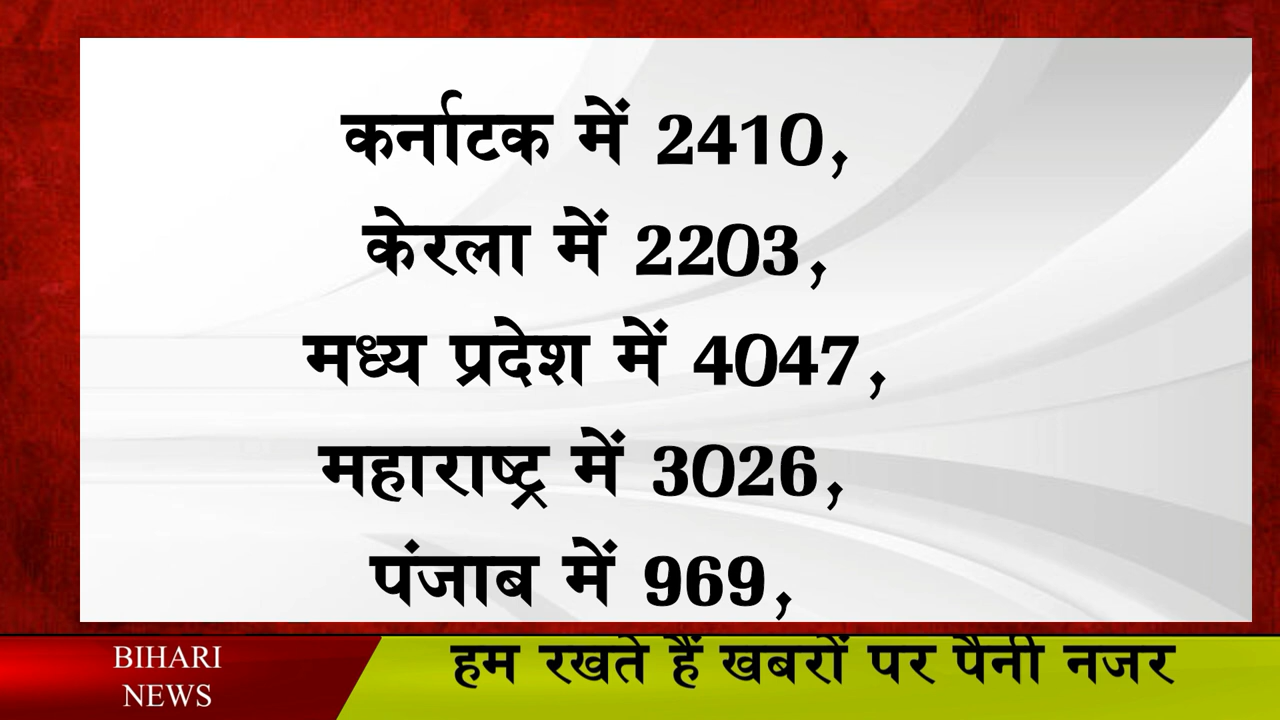 कर्नाटक में 2410,
केरला में 2203,
मध्य प्रदेश में 4047,
महाराष्ट्र में 3026,
पंजाब में 969,
BIHARI
NEWS
हम रखते हैं खबरों पर पैनी नजर